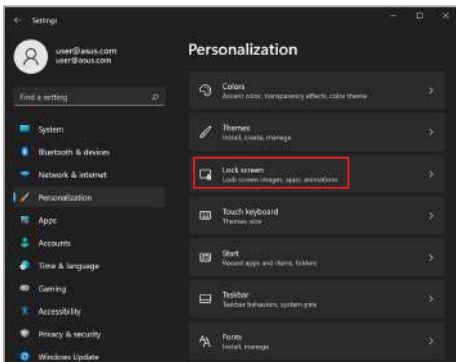 Settings
user@asus.com
user@asus.com
Find a setting
System
Bluetooth & devices
Network & internet
Personalization
Apps
Accounts
Time & language
Gaming
Accessibility
Privacy & security
Windows Update
Personalization
Colors
Accent color, transparency effects, color theme
Themes
Install, create, manage
Lock screen
Lock screen images, apps, animations
Touch keyboard
Themes, size
Start
Recent apps and items, folders
Taskbar
Taskbar behaviors, system pins
Fonts
Install, manage